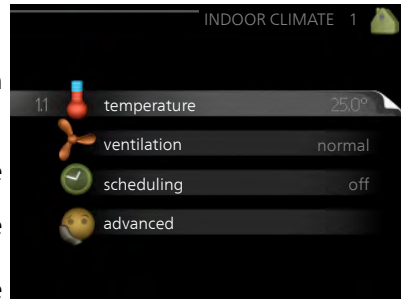 INDOOR CLIMATE 1
1.1 temperature 25.0°
ventilation normal
scheduling off
advanced